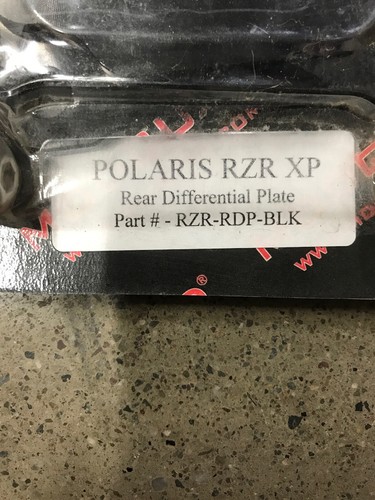 POLARIS RZR XP
Rear Differential Plate
Part # - RZR-RDP-BLK
®